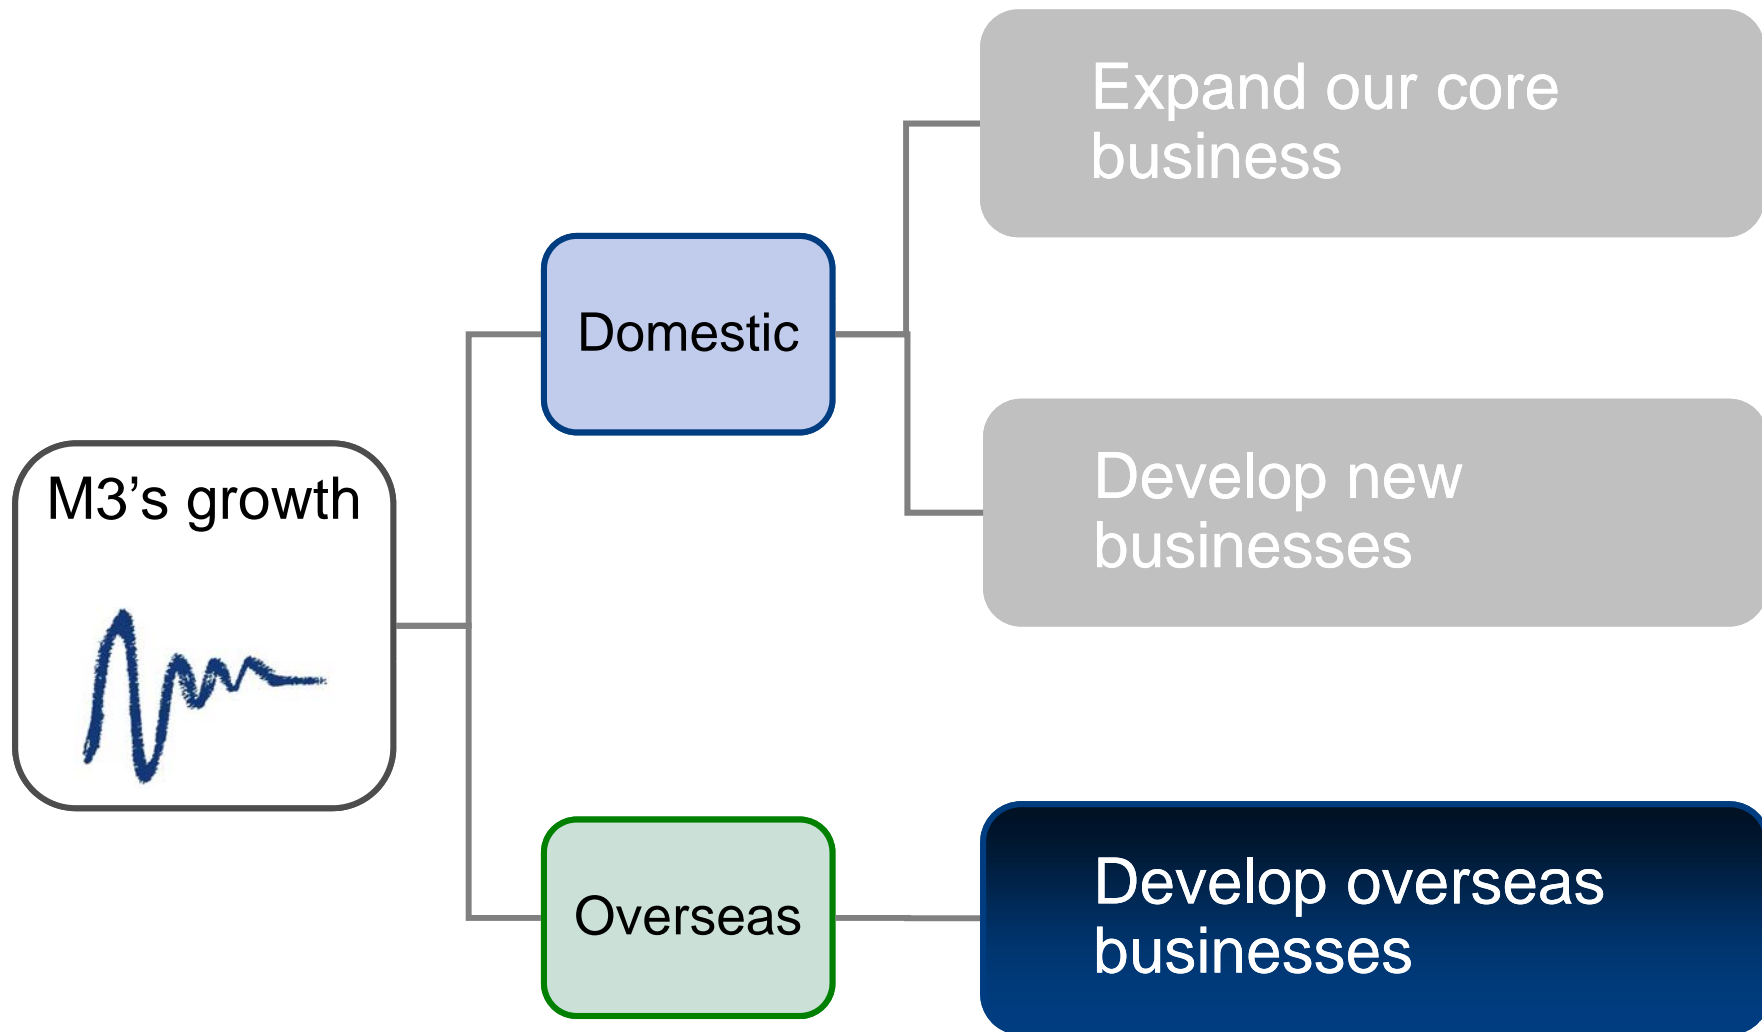 Expand our core
business
Domestic
Develop new
businesses
M3’s growth
Overseas
Develop overseas
businesses